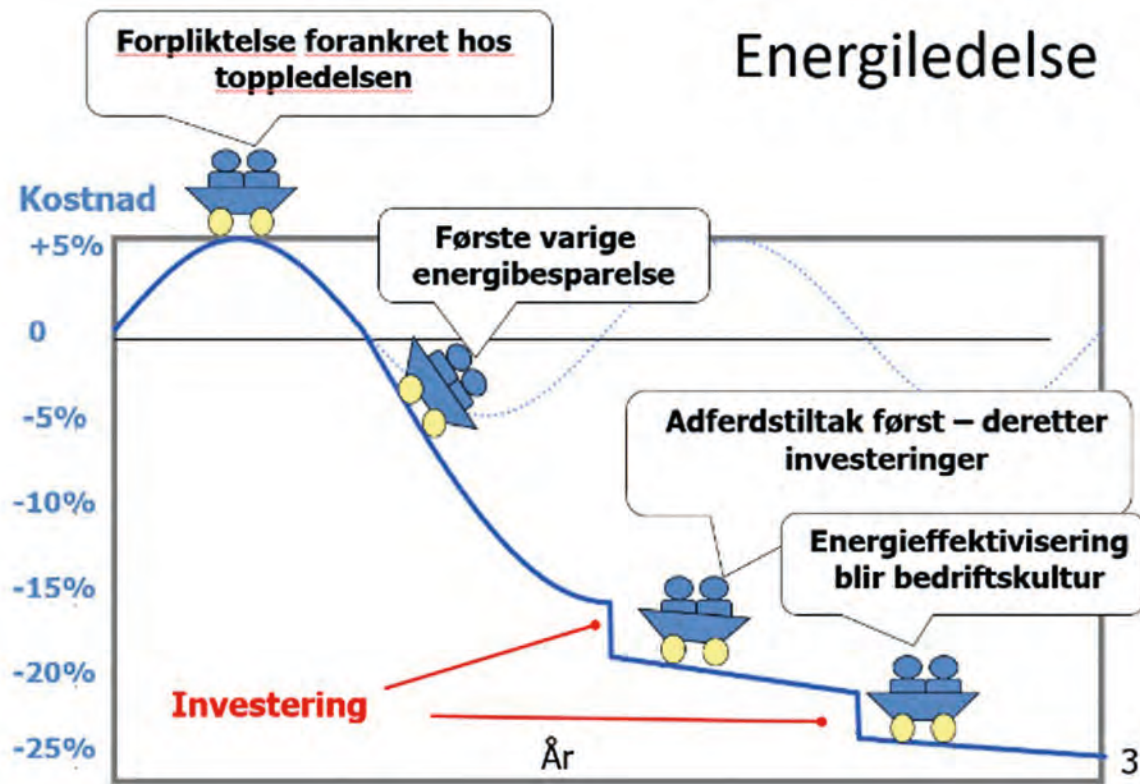 Energiledelse
Forpliktelse forankret hos
toppledelsen
Kostnad
+5%
0
-5%
-10%
-15%
-20%
-25%
Første varige
energibesparelse
Adferdstiltak først – deretter
investeringer
Energieffektivisering
blir bedriftskultur
Investering
År
3